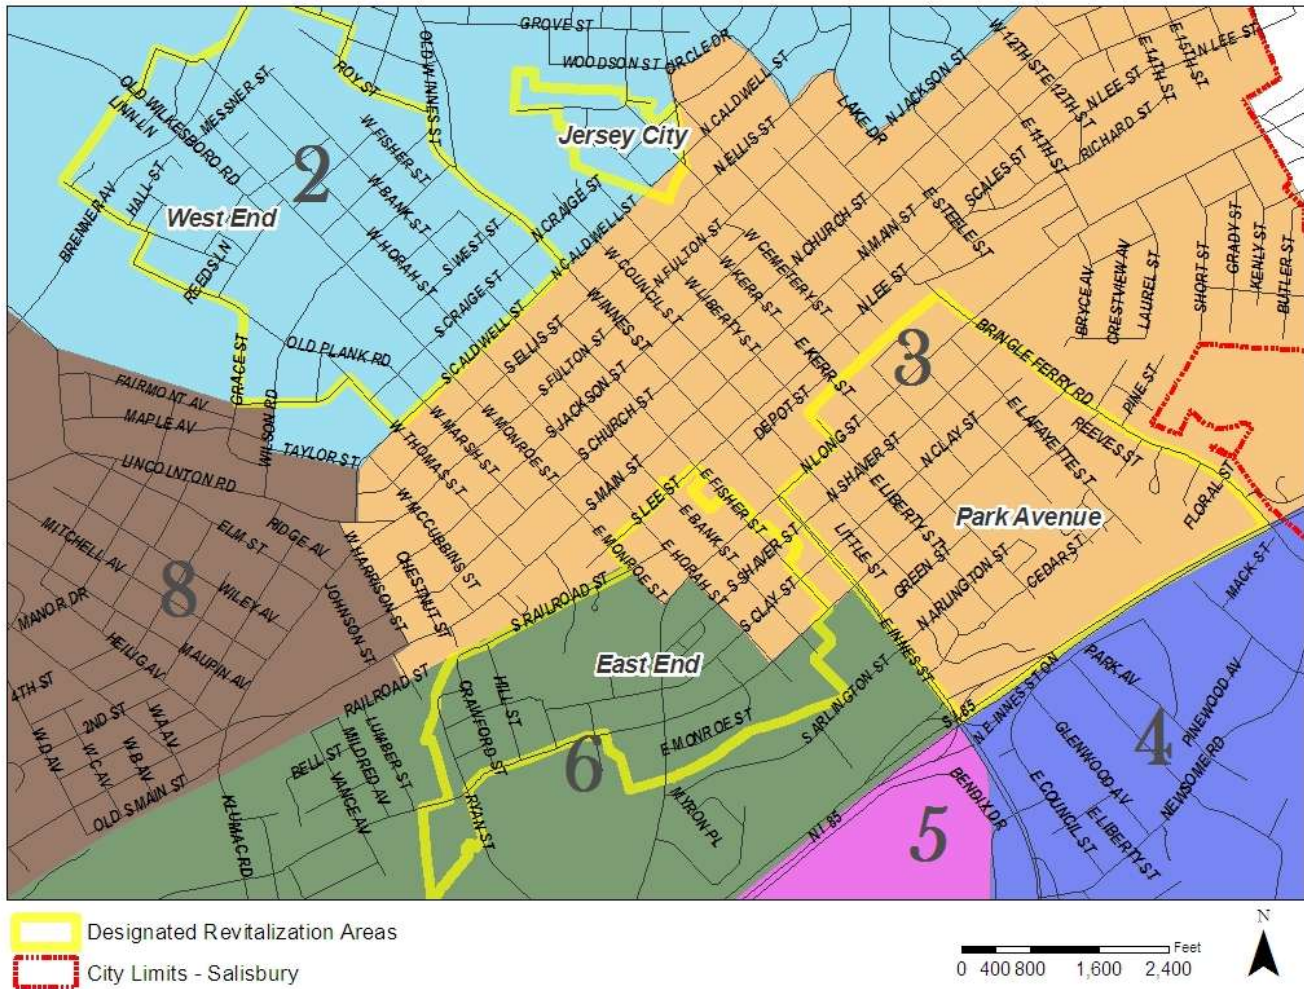 GROVE ST
WOODSON ST
CIRCLE DR
OLD W INNES ST
ROY ST
MESSNER ST
OLD WILKESBORO RD
LINN LN
W FISHER ST
2
Jersey City
N CALDWELL ST
N ELLIS ST
LAKE DR
N JACKSON ST
W 12TH ST
E 12TH ST
N LEE ST
E 14TH ST
E 15TH ST
N LEE ST
RICHARD ST
E 11TH ST
SCALES ST
E STEELE ST
HALL ST
BRENNER AV
West End
REEDS LN
W BANK ST
W HORAH ST
S WEST ST
N CRAIGE ST
N CALDWELL ST
S CRAIGE ST
S CALDWELL ST
W COUNCIL ST
N FULTON ST
W CEMETERY ST
N CHURCH ST
N MAIN ST
N LEE ST
W KERR ST
W LIBERTY ST
W INNES ST
S ELLIS ST
S FULTON ST
S JACKSON ST
S CHURCH ST
E KERR ST
DEPOT ST
3
BRINGLE FERRY RD
BRYCE AV
CRESTVIEW AV
LAUREL ST
SHORT ST
GRADY ST
KENLY ST
BUTLER ST
PINE ST
REEVES ST
E LAFAYETTE ST
FLORAL ST
OLD PLANK RD
GRACE ST
WILSON RD
FAIRMONT AV
MAPLE AV
TAYLOR ST
LINCOLNTON RD
W THOMAS ST
W MARSH ST
W MONROE ST
S MAIN ST
S LEE ST
E FISHER ST
N LONG ST
N SHAVER ST
N CLAY ST
E LIBERTY ST
Park Avenue
LITTLE ST
GREEN ST
N ARLINGTON ST
CEDAR ST
MITCHELL AV
ELM ST
RIDGE AV
W HARRISON ST
W MCCUBBINS ST
CHESTNUT ST
JOHNSON ST
8
WILEY AV
MANOR DR
HEILIG AV
MAUPIN AV
E MONROE ST
E BANK ST
E HORAH ST
S SHAVER ST
S CLAY ST
S RAILROAD ST
East End
E INNES ST
MACK ST
4TH ST
2ND ST
W D AV
W C AV
W B AV
W A AV
OLD S MAIN ST
RAILROAD ST
BELL ST
LUMBER ST
MILDRED AV
VANCE AV
KLUMAC RD
CRAWFORD ST
HILL ST
RYAN ST
6
E MONROE ST
S ARLINGTON ST
MYRON PL
N I 85
S I 85
N E INNES ST ON
PARK AV
PINEWOOD AV
4
GLENWOOD AV
NEWSOME RD
E COUNCIL ST
E LIBERTY ST
BENDIX DR
5
Designated Revitalization Areas
City Limits - Salisbury
N
Feet
0 400 800 1,600 2,400